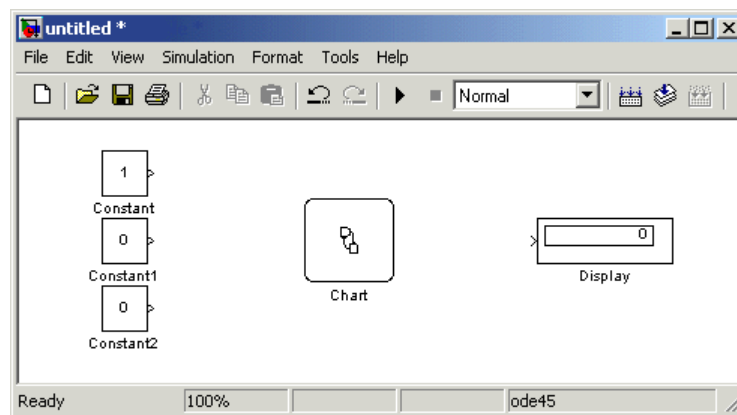 untitled *
File Edit View Simulation Format Tools Help
Normal
1
Constant
0
Constant1
0
Constant2
Chart
0
Display
Ready 100% ode45